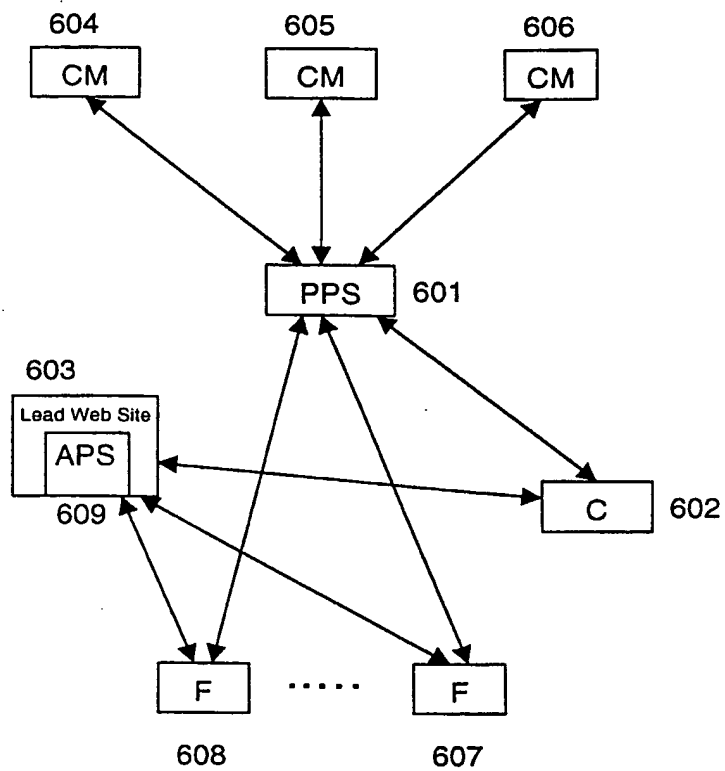 604 605 606
CM CM CM
PPS 601
603
Lead Web Site
APS
609
C 602
F ..... F
608 607